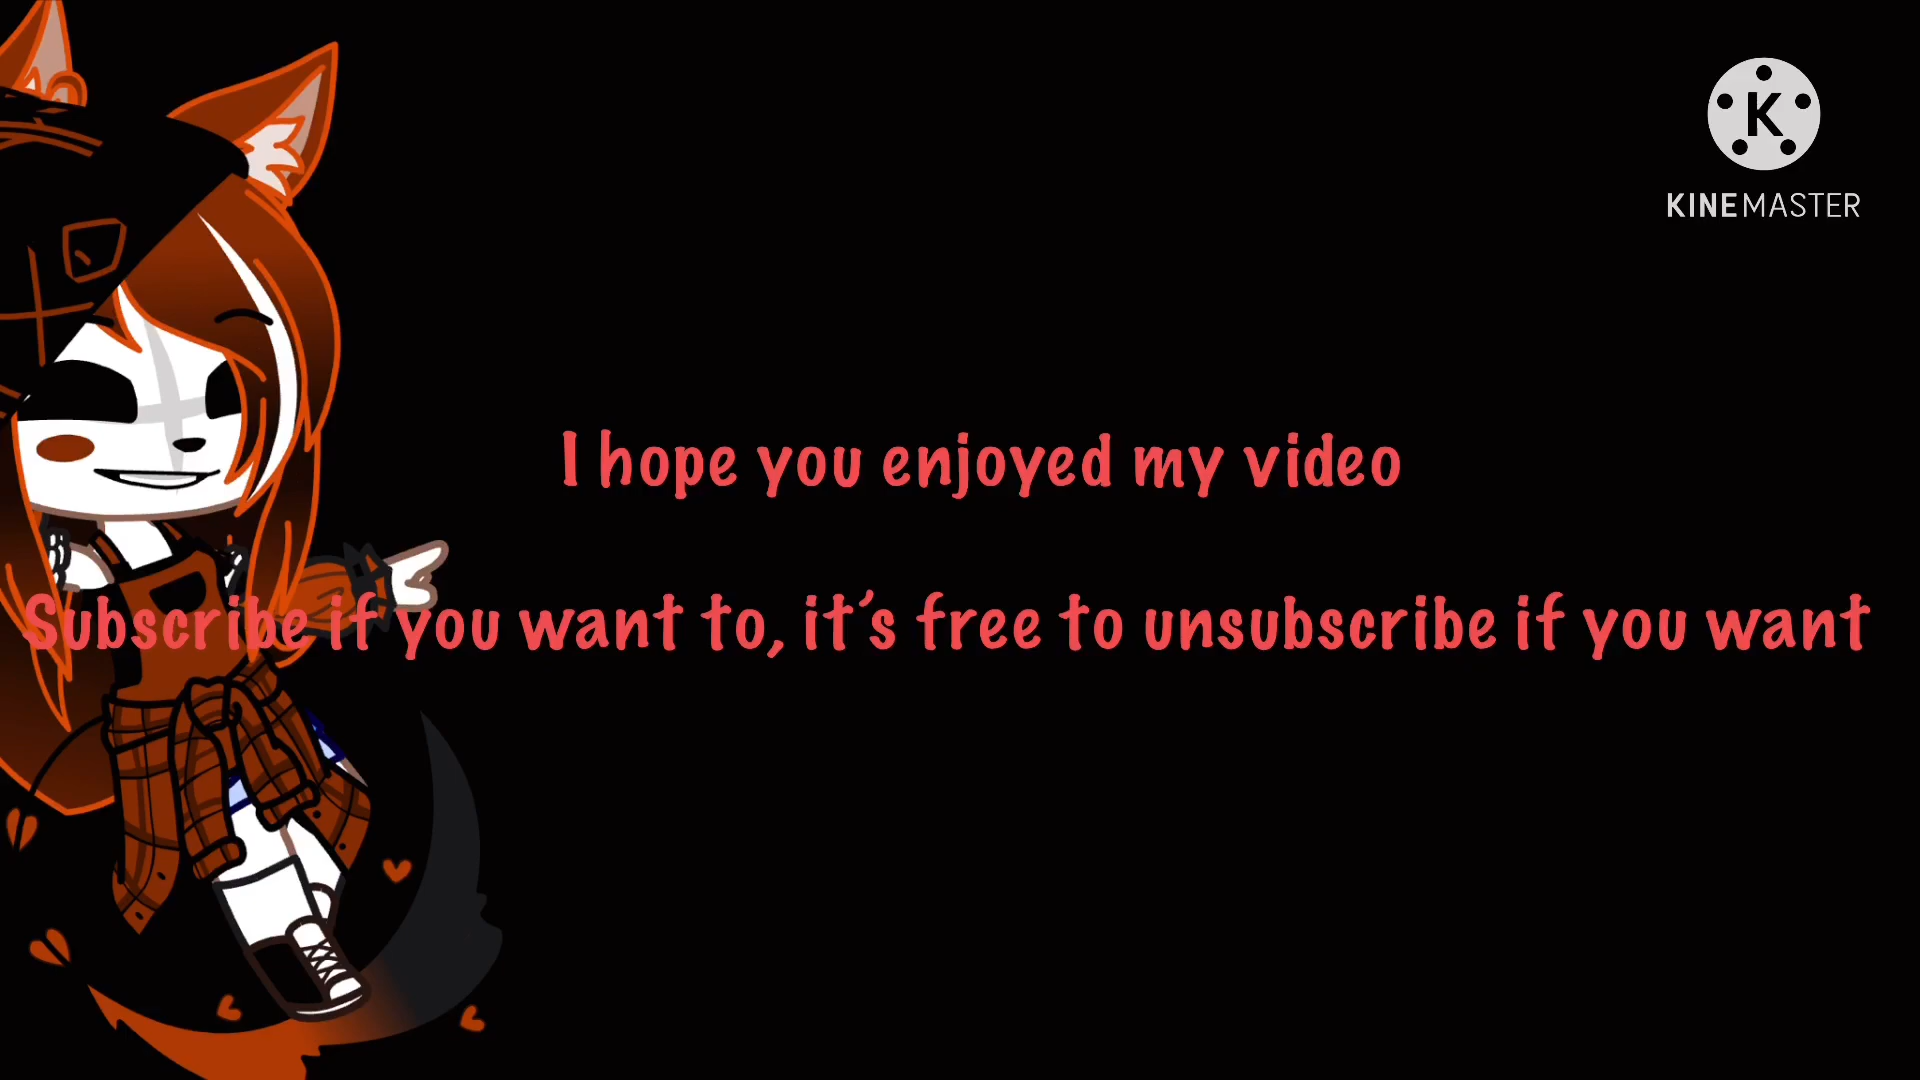 K
KINEMASTER
I hope you enjoyed my video
Subscribe if you want to, it's free to unsubscribe if you want